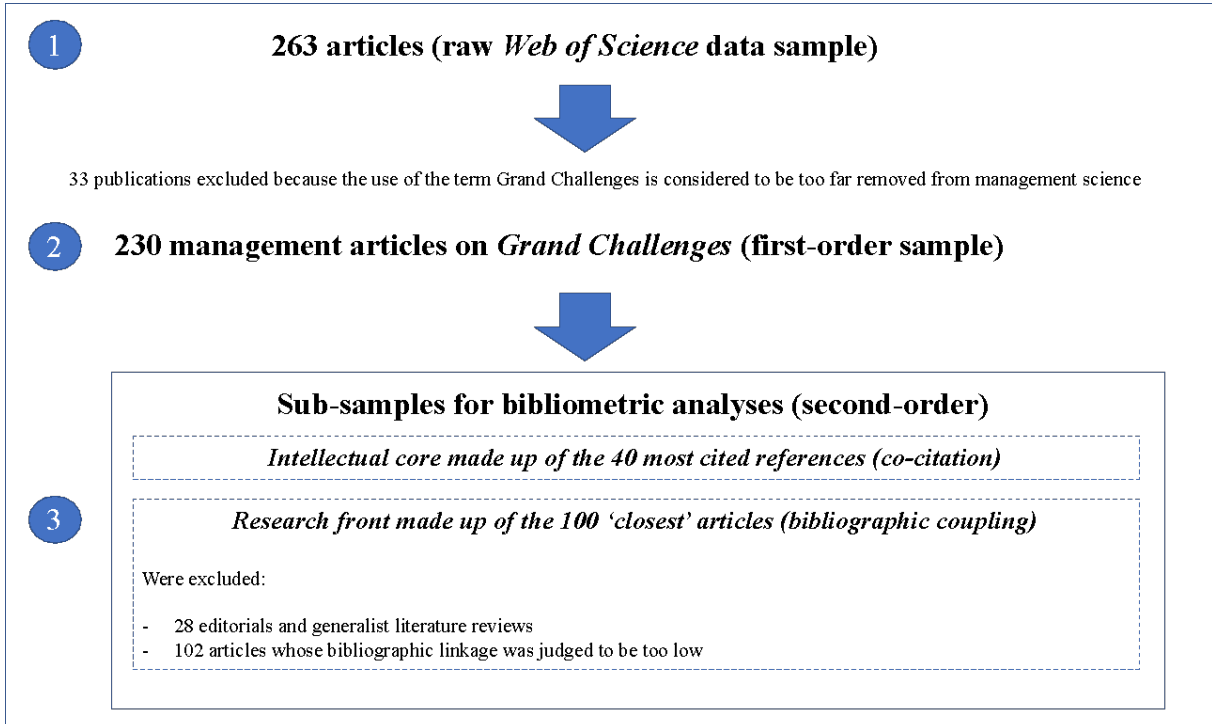 1
263 articles (raw Web of Science data sample)
33 publications excluded because the use of the term Grand Challenges is considered to be too far removed from management science
2
230 management articles on Grand Challenges (first-order sample)
Sub-samples for bibliometric analyses (second-order)
Intellectual core made up of the 40 most cited references (co-citation)
3
Research front made up of the 100 ‘closest’ articles (bibliographic coupling)
Were excluded:
- 28 editorials and generalist literature reviews
- 102 articles whose bibliographic linkage was judged to be too low